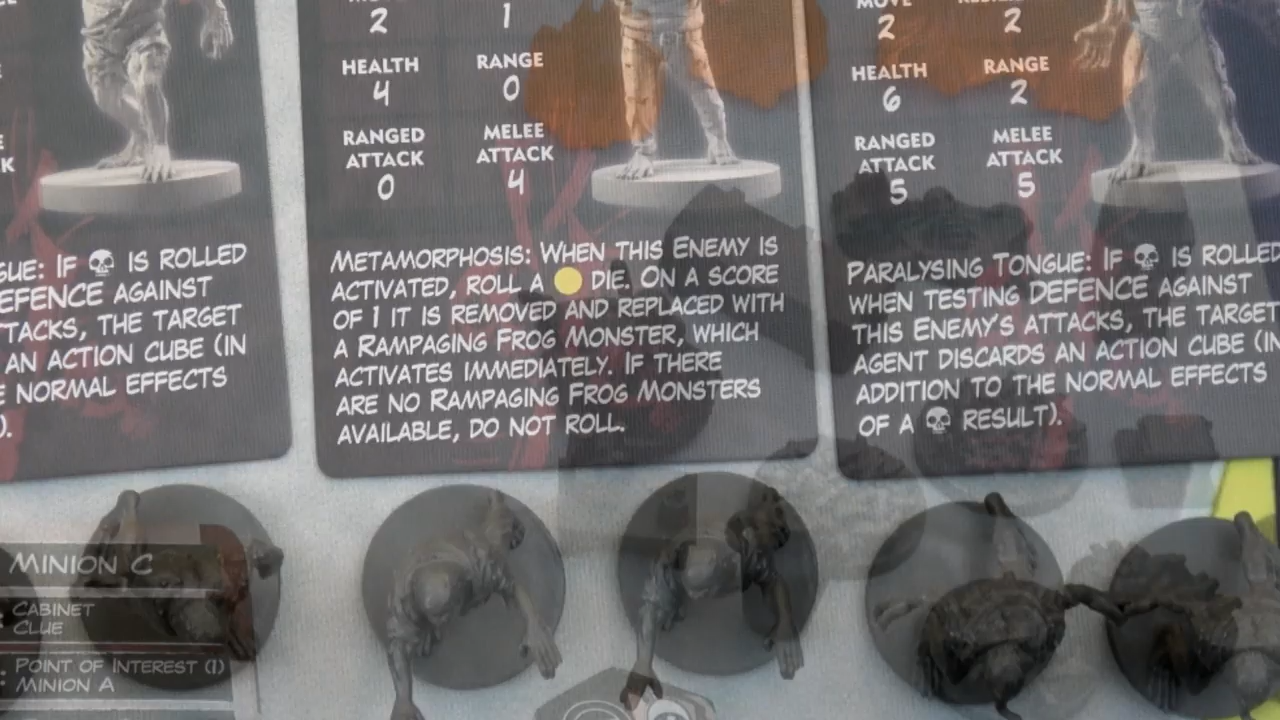 2
1
HEALTH
RANGE
4
0
RANGED
ATTACK
MELEE
ATTACK
0
4
METAMORPHOSIS: WHEN THIS ENEMY IS
ACTIVATED, ROLL A DIE. ON A SCORE
OF 1 IT IS REMOVED AND REPLACED WITH
A RAMPAGING FROG MONSTER, WHICH
ACTIVATES IMMEDIATELY. IF THERE
ARE NO RAMPAGING FROG MONSTERS
AVAILABLE, DO NOT ROLL.
MOVE
2
2
HEALTH
RANGE
6
2
RANGED
ATTACK
MELEE
ATTACK
5
5
PARALYSING TONGUE: IF IS ROLLED
WHEN TESTING DEFENCE AGAINST
THIS ENEMY'S ATTACKS, THE TARGET
AGENT DISCARDS AN ACTION CUBE (IN
ADDITION TO THE NORMAL EFFECTS
OF A RESULT).
IF IS ROLLED
AGAINST
THE TARGET
AN ACTION CUBE (IN
NORMAL EFFECTS
).
MINION C
CABINET
CLUE
: POINT OF INTEREST (1)
MINION A